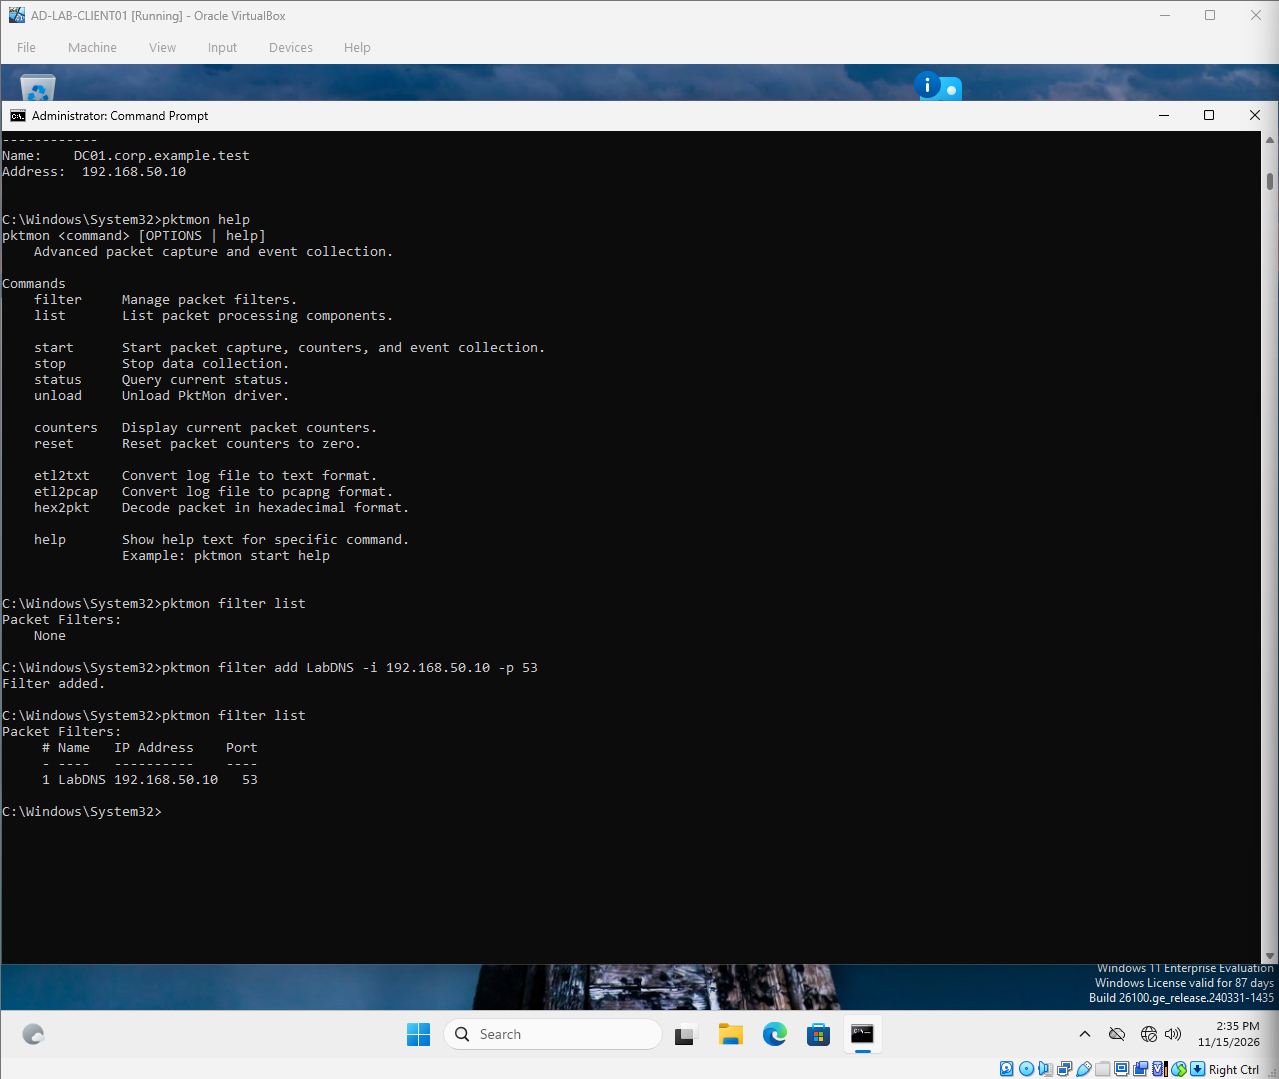 AD-LAB-CLIENT01 [Running] - Oracle VirtualBox
File Machine View Input Devices Help
Administrator: Command Prompt
------------
Name:    DC01.corp.example.test
Address:  192.168.50.10
C:\Windows\System32>pktmon help
pktmon <command> [OPTIONS | help]
    Advanced packet capture and event collection.
Commands
    filter     Manage packet filters.
    list       List packet processing components.
    start      Start packet capture, counters, and event collection.
    stop       Stop data collection.
    status     Query current status.
    unload     Unload PktMon driver.
    counters   Display current packet counters.
    reset      Reset packet counters to zero.
    etl2txt    Convert log file to text format.
    etl2pcap   Convert log file to pcapng format.
    hex2pkt    Decode packet in hexadecimal format.
    help       Show help text for specific command.
               Example: pktmon start help
C:\Windows\System32>pktmon filter list
Packet Filters:
    None
C:\Windows\System32>pktmon filter add LabDNS -i 192.168.50.10 -p 53
Filter added.
C:\Windows\System32>pktmon filter list
Packet Filters:
     # Name   IP Address    Port
     - ----   ----------    ----
     1 LabDNS 192.168.50.10   53
C:\Windows\System32>
Windows 11 Enterprise Evaluation
Windows License valid for 87 days
Build 26100.ge_release.240331-1435
Search
2:35 PM
11/15/2026
Right Ctrl